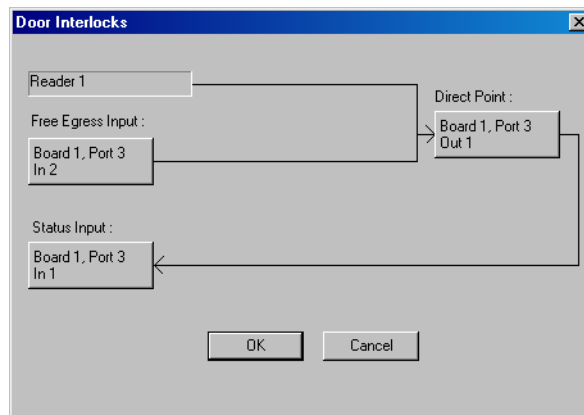 Door Interlocks
Reader 1
Direct Point :
Free Egress Input :
Board 1, Port 3
Out 1
Board 1, Port 3
In 2
Status Input :
Board 1, Port 3
In 1
OK
Cancel